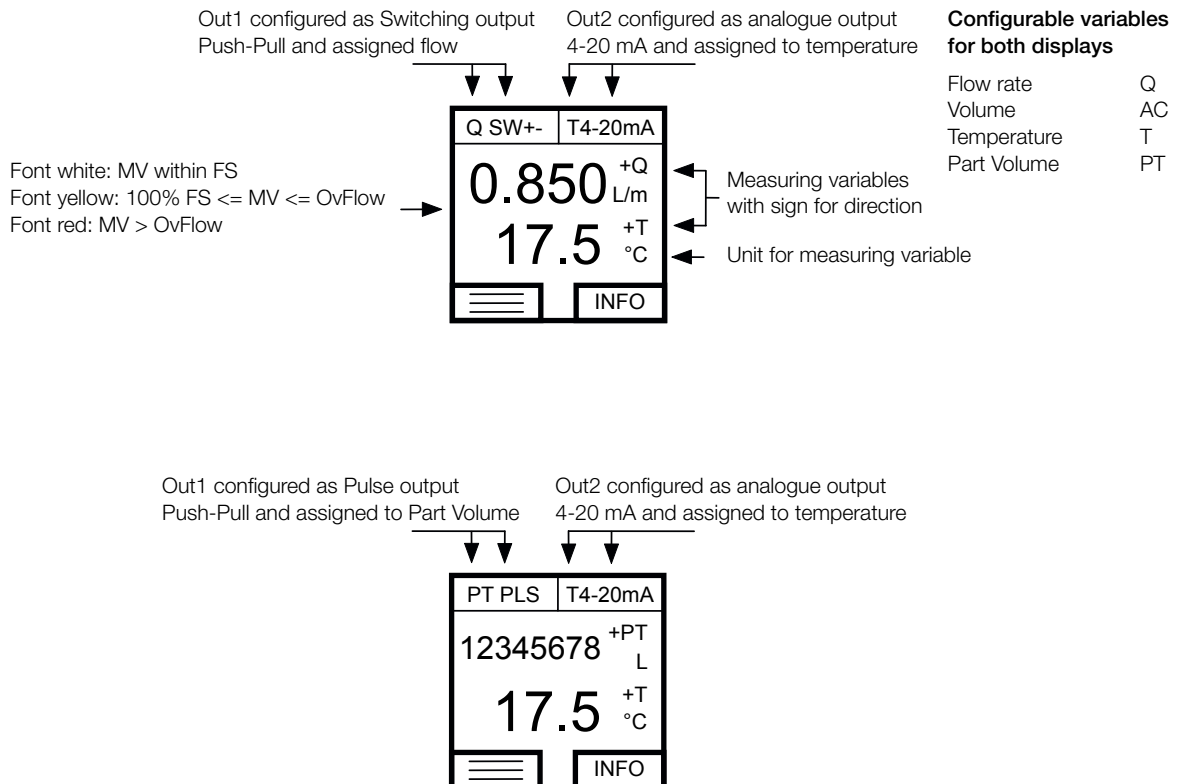 Out1 configured as Switching output
Push-Pull and assigned flow
Out2 configured as analogue output
4-20 mA and assigned to temperature
Configurable variables
for both displays
Flow rate Q
Volume AC
Temperature T
Part Volume PT
Q SW+- T4-20mA
Font white: MV within FS
Font yellow: 100% FS <= MV <= OvFlow
Font red: MV > OvFlow
0.850 +Q
L/m
17.5 +T
°C
Measuring variables
with sign for direction
Unit for measuring variable
INFO
Out1 configured as Pulse output
Push-Pull and assigned to Part Volume
Out2 configured as analogue output
4-20 mA and assigned to temperature
PT PLS T4-20mA
12345678 +PT
L
17.5 +T
°C
INFO